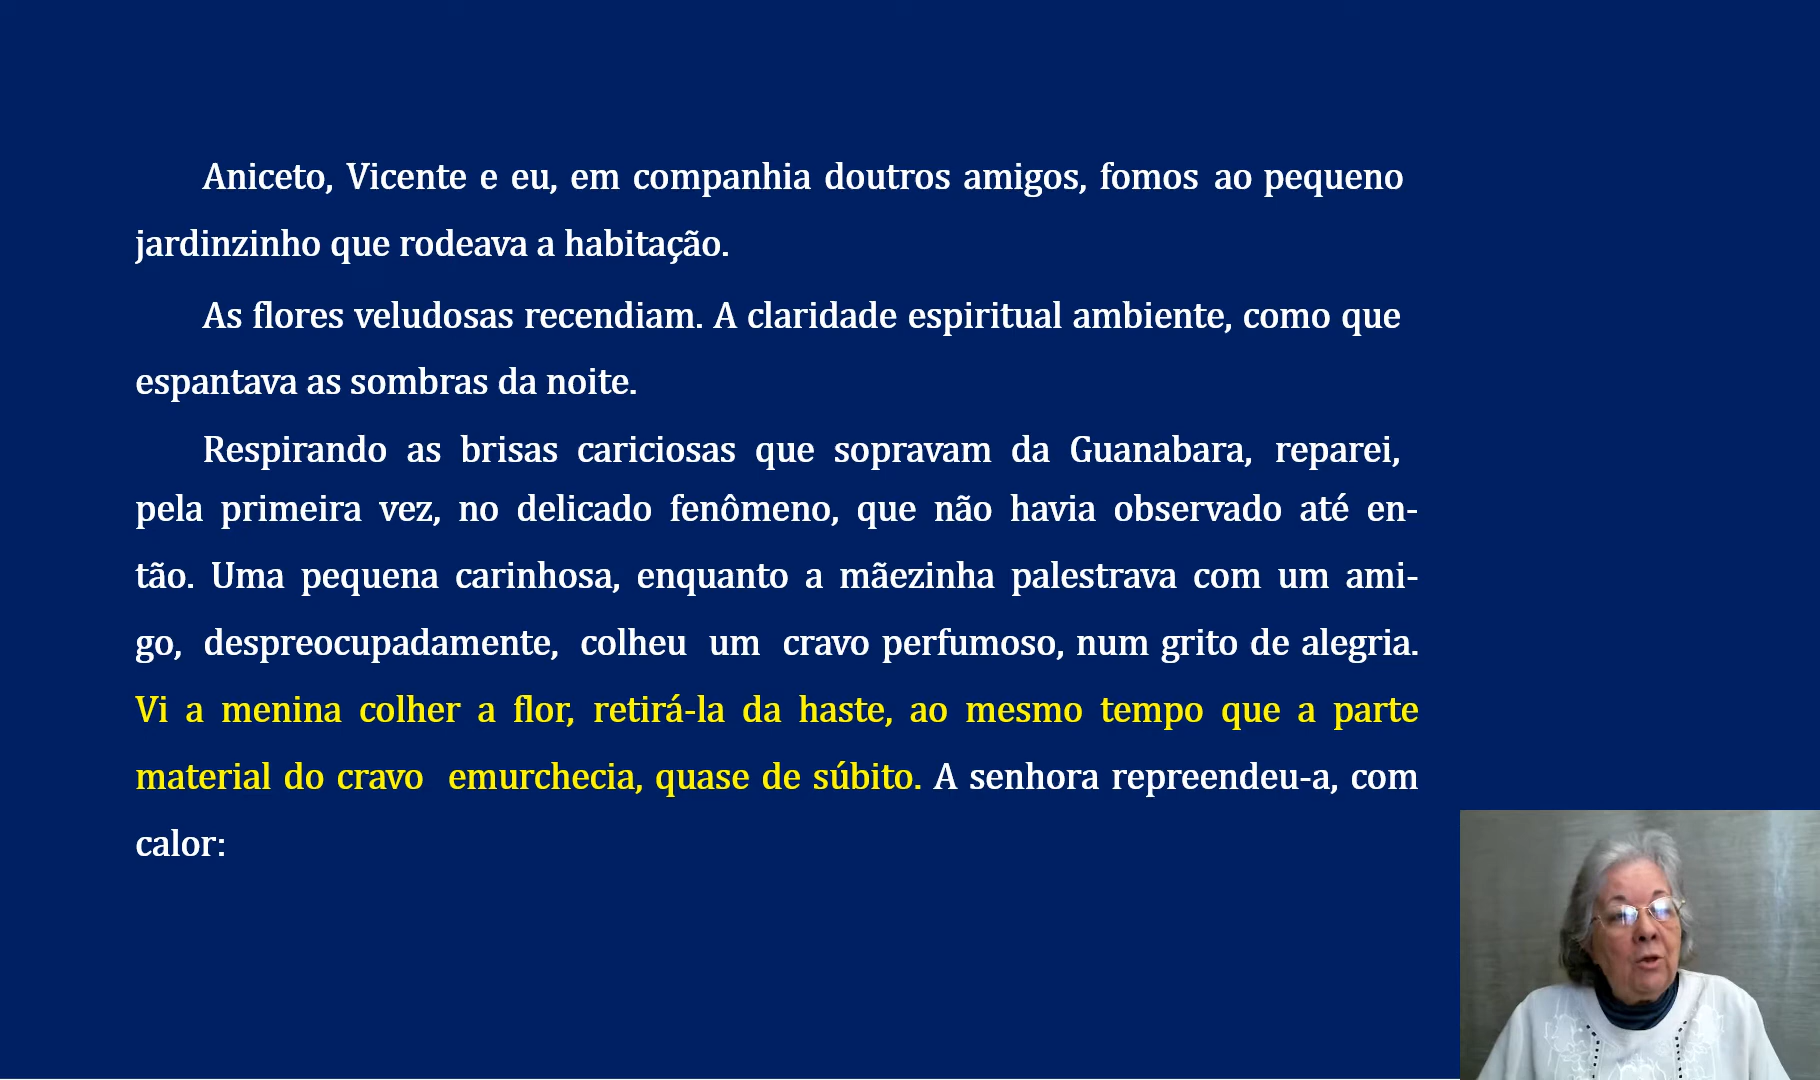 Aniceto, Vicente e eu, em companhia doutros amigos, fomos ao pequeno
jardinzinho que rodeava a habitação.
As flores veludosas recendiam. A claridade espiritual ambiente, como que
espantava as sombras da noite.
Respirando as brisas cariciosas que sopravam da Guanabara, reparei,
pela primeira vez, no delicado fenômeno, que não havia observado até en-
tão. Uma pequena carinhosa, enquanto a mãezinha palestrava com um ami-
go, despreocupadamente, colheu um cravo perfumoso, num grito de alegria.
Vi a menina colher a flor, retirá-la da haste, ao mesmo tempo que a parte
material do cravo emurchecia, quase de súbito. A senhora repreendeu-a, com
calor: